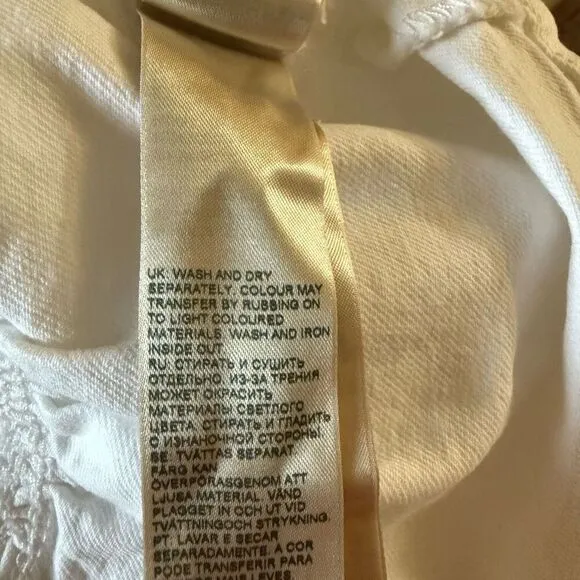 UK: WASH AND DRY
SEPARATELY. COLOUR MAY
TRANSFER BY RUBBING ON
TO LIGHT COLOURED
MATERIALS. WASH AND IRON
INSIDE OUT.
RU: СТИРАТЬ И СУШИТЬ
ОТДЕЛЬНО. ИЗ-ЗА ТРЕНИЯ
МОЖЕТ ОКРАСИТЬ
МАТЕРИАЛЫ СВЕТЛОГО
ЦВЕТА. СТИРАТЬ И ГЛАДИТЬ
С ИЗНАНОЧНОЙ СТОРОНЫ.
SE: TVÄTTAS SEPARAT.
FÄRG KAN
ÖVERFÖRASGENOM ATT
LJUSA MATERIAL. VÄND
PLAGGET IN OCH UT VID
TVÄTTNINGOCH STRYKNING.
PT: LAVAR E SECAR
SEPARADAMENTE. A COR
PODE TRANSFERIR PARA
MAIS LEVES